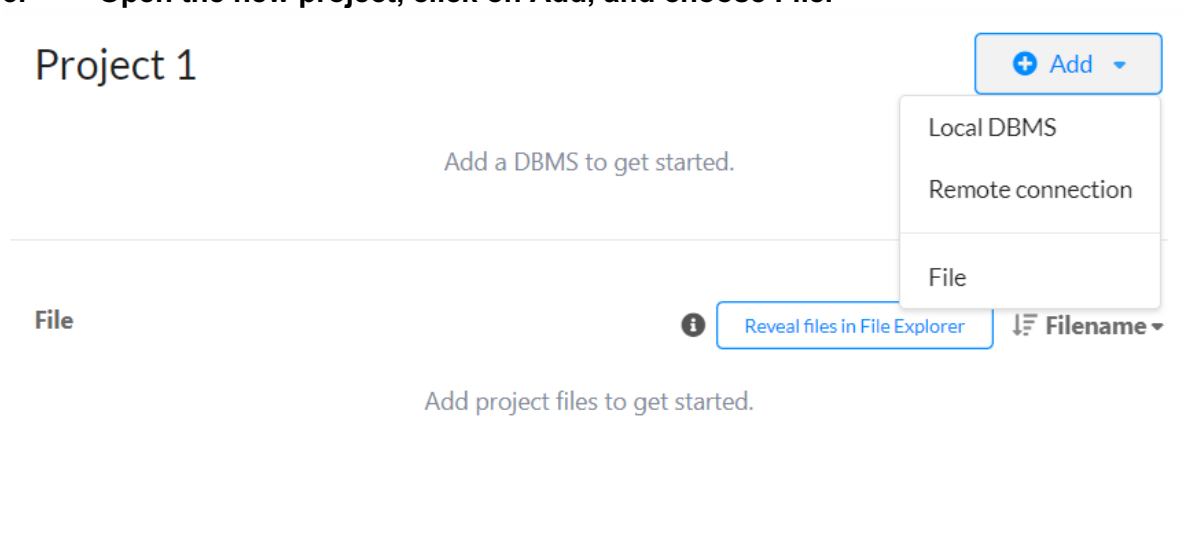 Open the new project, click on Add, and choose File.
Project 1
Add
Local DBMS
Add a DBMS to get started.
Remote connection
File
File
Reveal files in File Explorer
Filename
Add project files to get started.